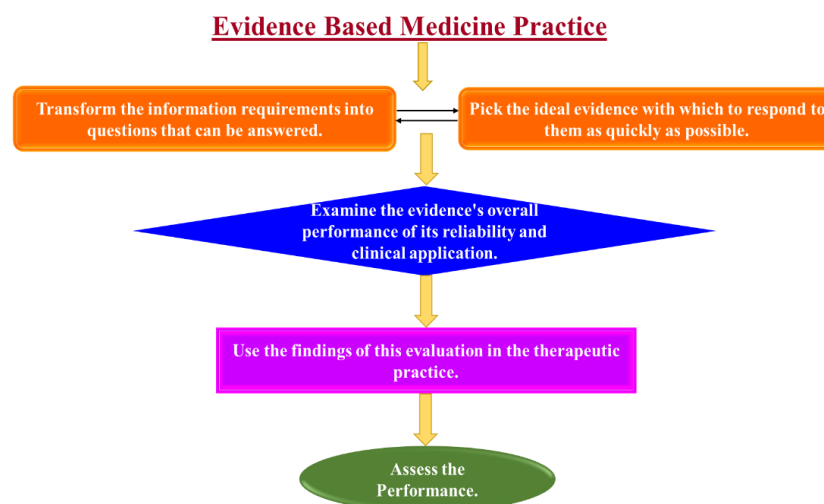 Evidence Based Medicine Practice
Transform the information requirements into
questions that can be answered.
Pick the ideal evidence with which to respond to
them as quickly as possible.
Examine the evidence's overall
performance of its reliability and
clinical application.
Use the findings of this evaluation in the therapeutic
practice.
Assess the
Performance.